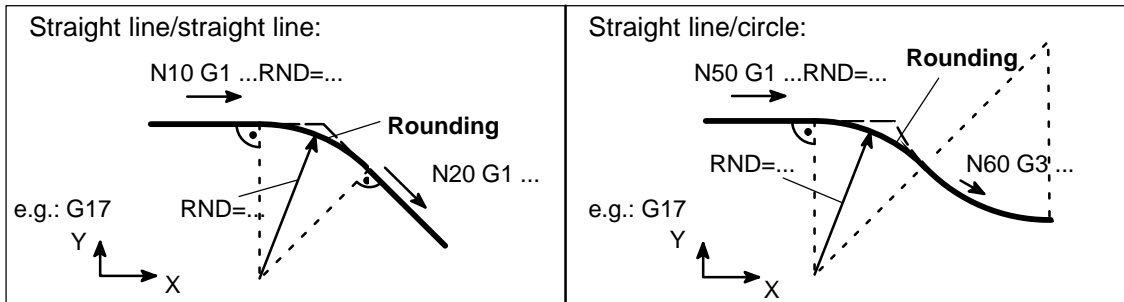 Straight line/straight line:
N10 G1 ...RND=...
Rounding
N20 G1 ...
RND=...
e.g.: G17
Y
X
Straight line/circle:
Rounding
N50 G1 ...RND=...
RND=...
N60 G3 ...
e.g.: G17
Y
X